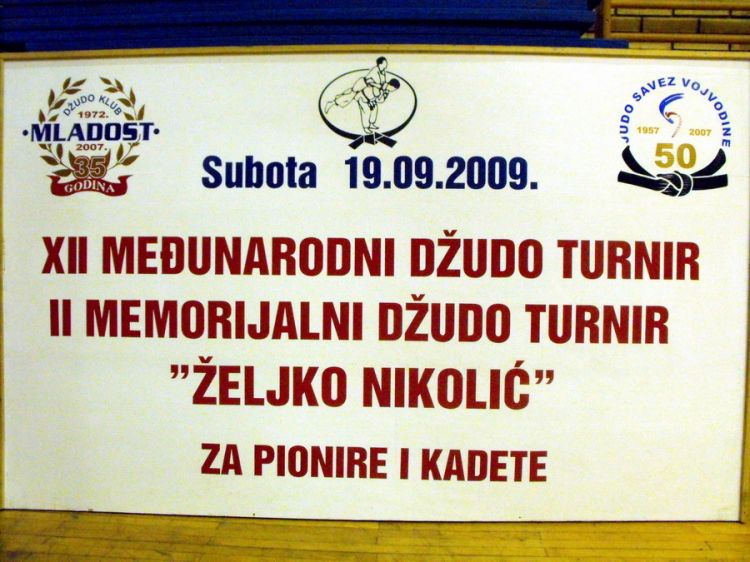 DŽUDO KLUB
1972.
•MLADOST•
2007.
35
GODINA
JUDO SAVEZ VOJVODINE
1957 2007
50
Subota 19.09.2009.
XII MEĐUNARODNI DŽUDO TURNIR
II MEMORIJALNI DŽUDO TURNIR
”ŽELJKO NIKOLIĆ”
ZA PIONIRE I KADETE